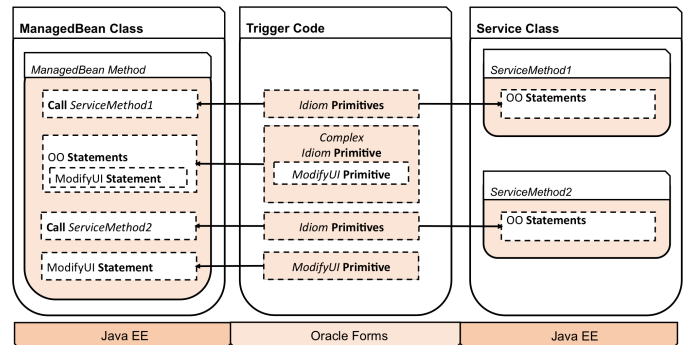 ManagedBean Class
ManagedBean Method
Call ServiceMethod1
OO Statements
ModifyUI Statement
Call ServiceMethod2
ModifyUI Statement
Trigger Code
Idiom Primitives
Complex
Idiom Primitive
ModifyUI Primitive
Idiom Primitives
ModifyUI Primitive
Service Class
ServiceMethod1
OO Statements
ServiceMethod2
OO Statements
Java EE
Oracle Forms
Java EE